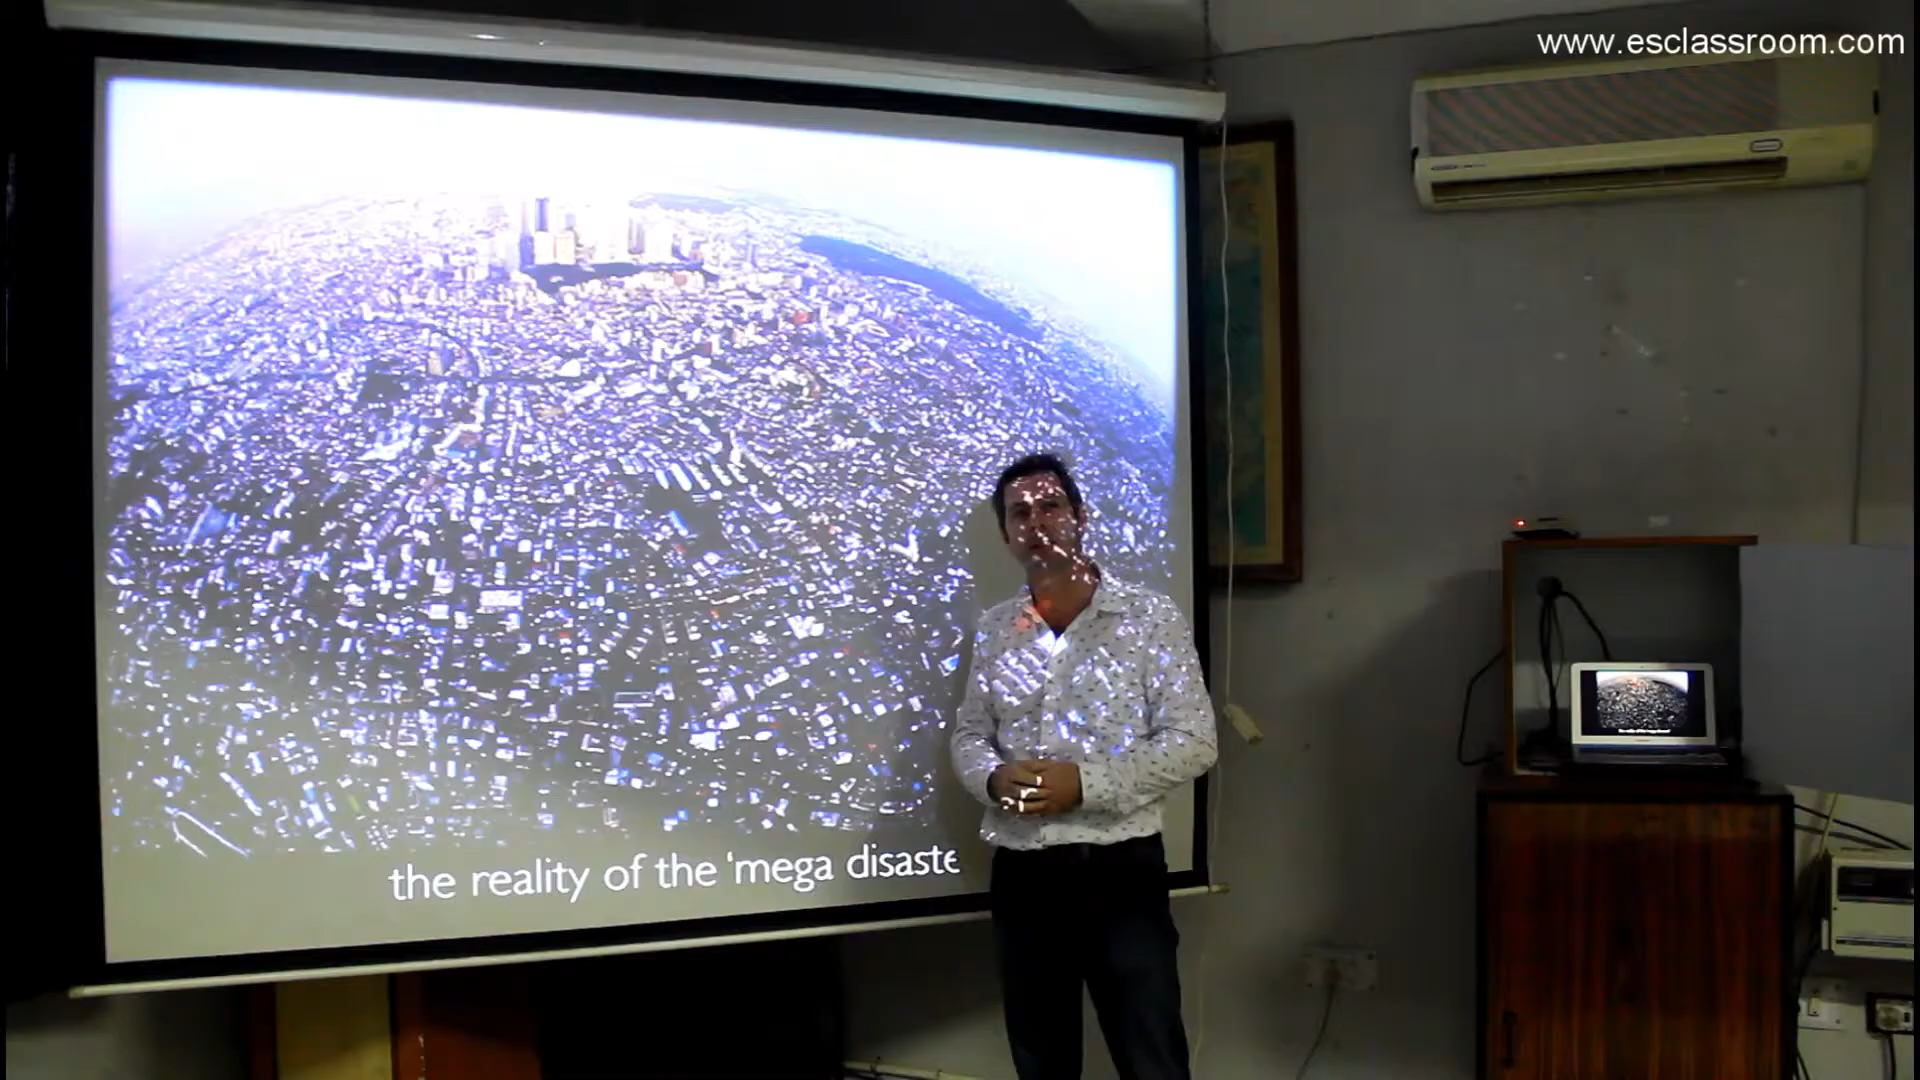 www.esclassroom.com
the reality of the 'mega disaste